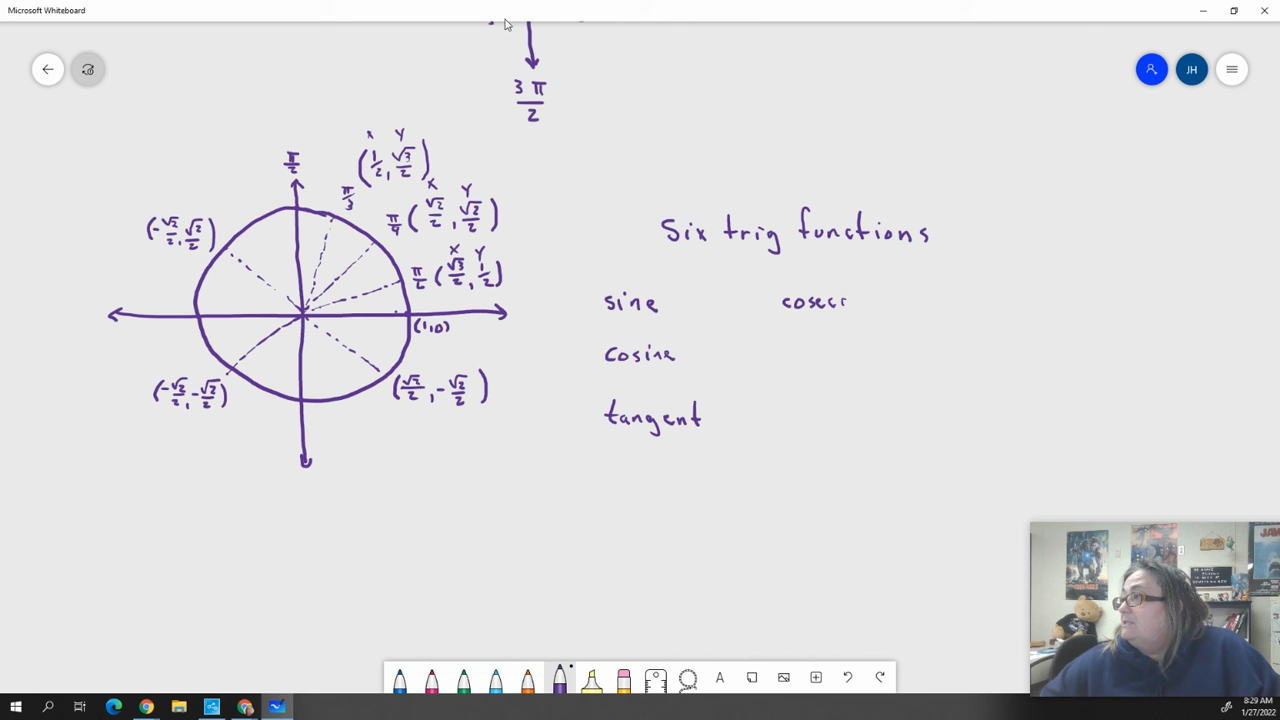 Microsoft Whiteboard
3π/2
JH
x y
π/2
(1/2, √3/2)
π/3
x y
π/4 (√2/2, √2/2)
(-√2/2, √2/2)
x y
π/6 (√3/2, 1/2)
(1,0)
(-√2/2, -√2/2)
(√2/2, -√2/2)
Six trig functions
sine cosec
cosine
tangent
A
8:29 AM
1/27/2022